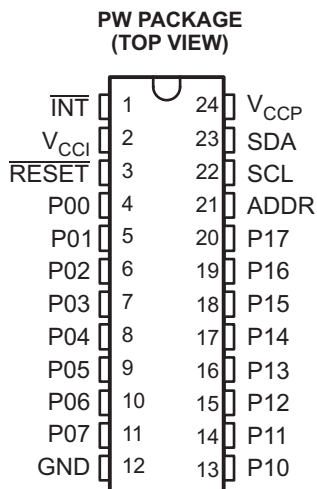 PW PACKAGE
(TOP VIEW)
INT 1 24 VCCP
VCCI 2 23 SDA
RESET 3 22 SCL
P00 4 21 ADDR
P01 5 20 P17
P02 6 19 P16
P03 7 18 P15
P04 8 17 P14
P05 9 16 P13
P06 10 15 P12
P07 11 14 P11
GND 12 13 P10